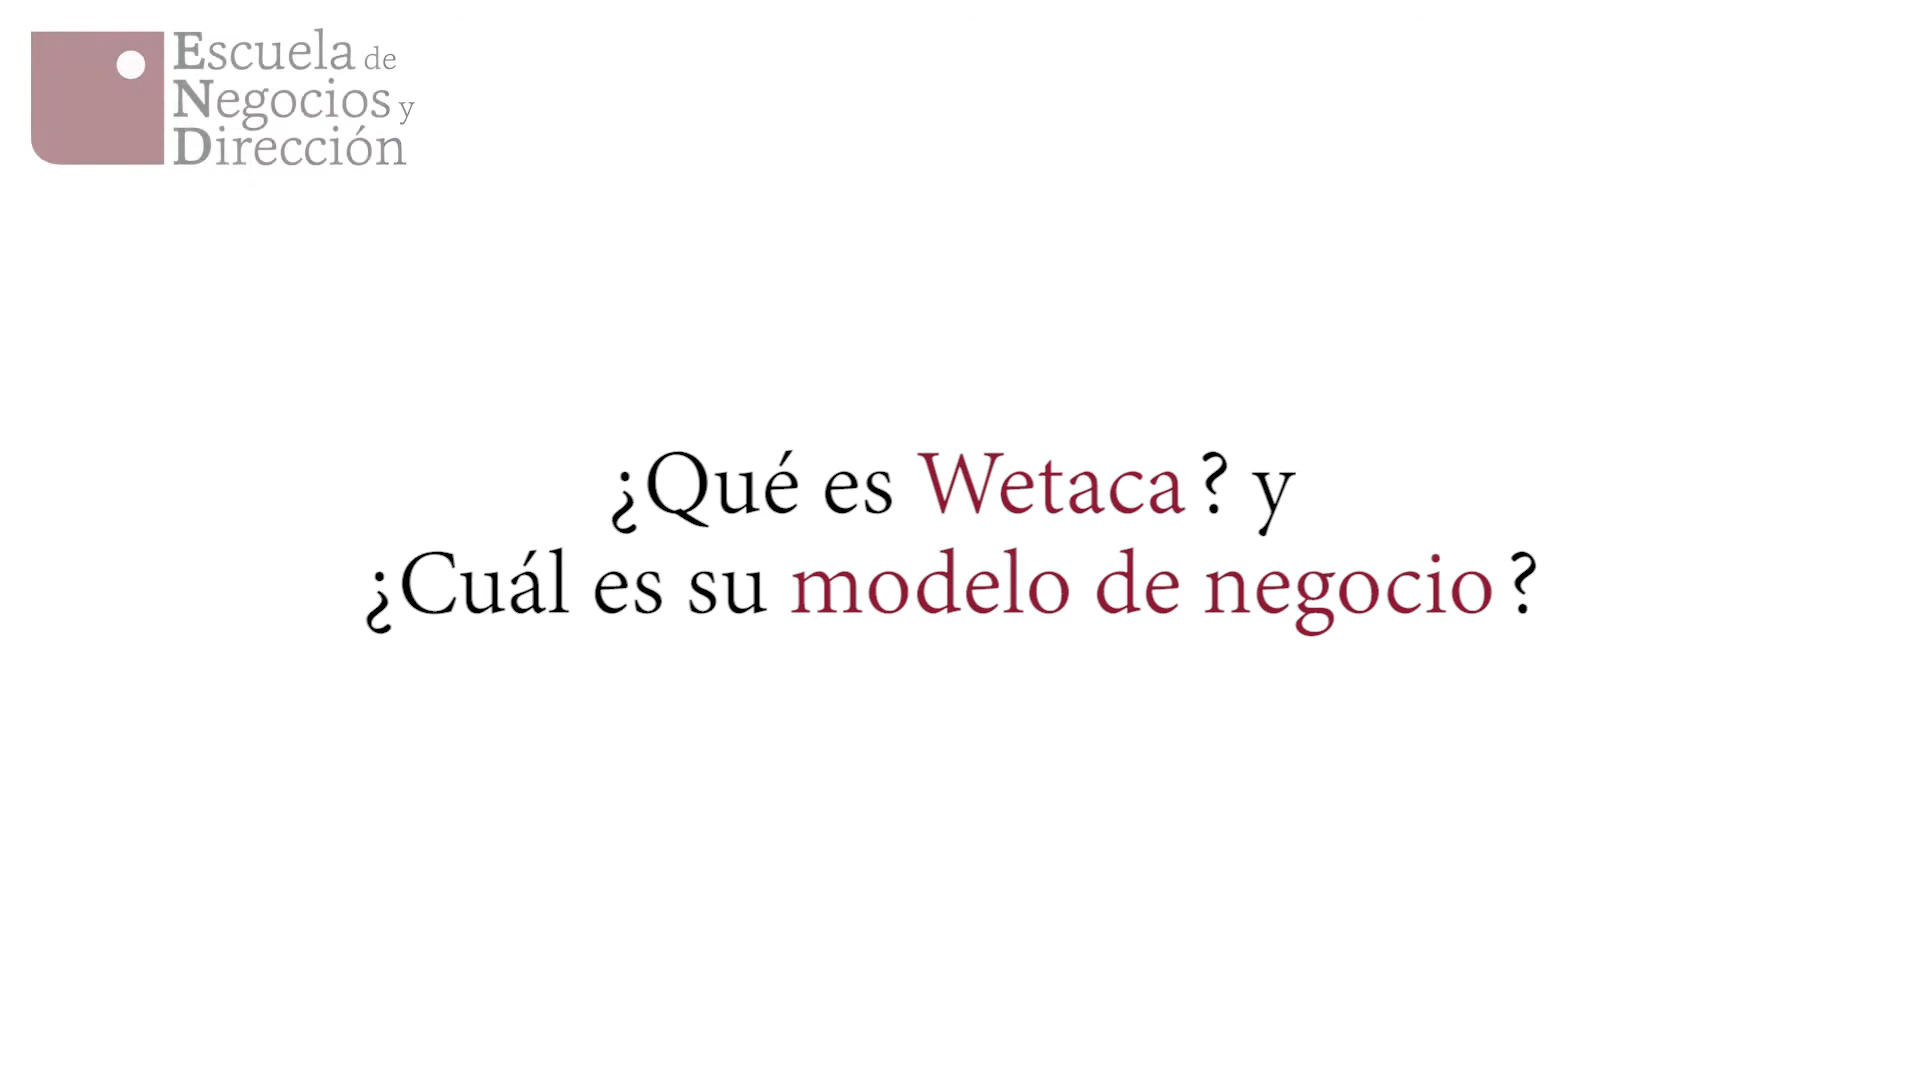 Escuela de
Negocios y
Dirección
¿Qué es Wetaca? y
¿Cuál es su modelo de negocio?